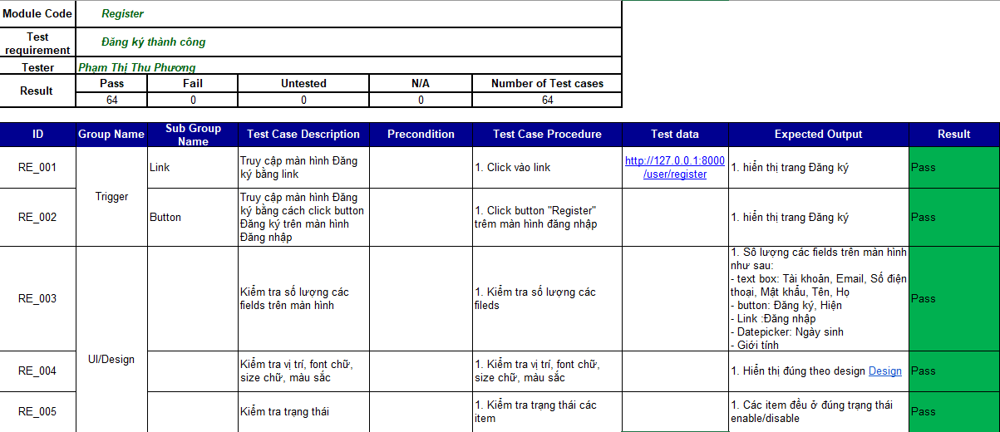 Module Code
Register
Test
requirement
Đăng ký thành công
Tester
Phạm Thị Thu Phương
Result
Pass
Fail
Untested
N/A
Number of Test cases
64
0
0
0
64
ID
Group Name
Sub Group
Name
Test Case Description
Precondition
Test Case Procedure
Test data
Expected Output
Result
RE_001
Trigger
Link
Truy cập màn hình Đăng
ký bằng link
1. Click vào link
http://127.0.0.1:8000
/user/register
1. hiển thị trang Đăng ký
Pass
RE_002
Button
Truy cập màn hình Đăng
ký bằng cách click button
Đăng ký trên màn hình
Đăng nhập
1. Click button "Register"
trêm màn hình đăng nhập
1. hiển thị trang Đăng ký
Pass
RE_003
UI/Design
Kiểm tra số lượng các
fields trên màn hình
1. Kiểm tra số lượng các
fileds
1. Số lượng các fields trên màn hình
như sau:
- text box: Tài khoản, Email, Số điện
thoại, Mật khẩu, Tên, Họ
- button: Đăng ký, Hiện
- Link :Đăng nhập
- Datepicker: Ngày sinh
- Giới tính
Pass
RE_004
Kiểm tra vị trí, font chữ,
size chữ, màu sắc
1. Kiểm tra vị trí, font chữ,
size chữ, màu sắc
1. Hiển thị đúng theo design Design
Pass
RE_005
Kiểm tra trạng thái
1. Kiểm tra trạng thái các
item
1. Các item đều ở đúng trạng thái
enable/disable
Pass